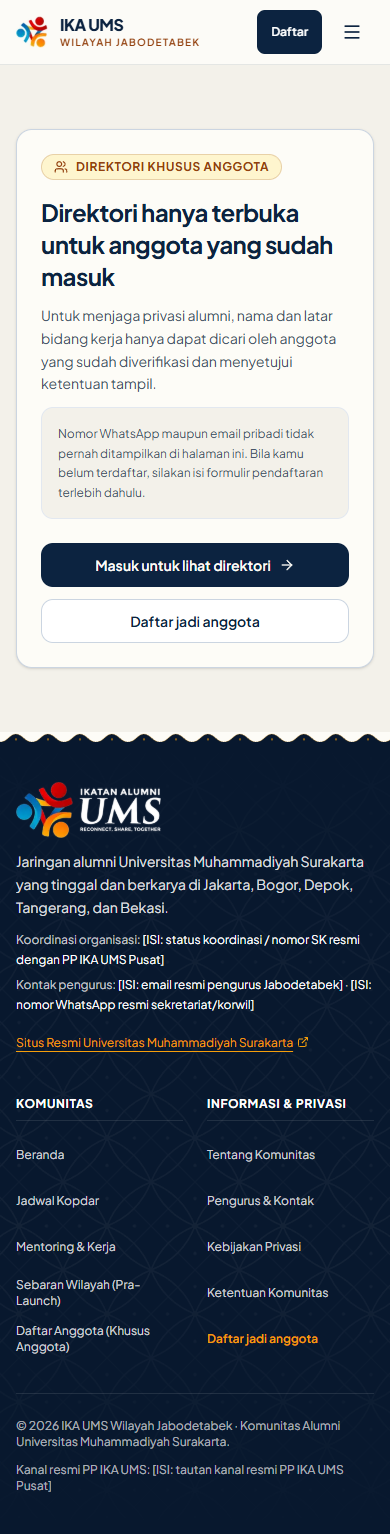 IKA UMS
WILAYAH JABODETABEK
Daftar
DIREKTORI KHUSUS ANGGOTA
Direktori hanya terbuka
untuk anggota yang sudah
masuk
Untuk menjaga privasi alumni, nama dan latar
bidang kerja hanya dapat dicari oleh anggota
yang sudah diverifikasi dan menyetujui
ketentuan tampil.
Nomor WhatsApp maupun email pribadi tidak
pernah ditampilkan di halaman ini. Bila kamu
belum terdaftar, silakan isi formulir pendaftaran
terlebih dahulu.
Masuk untuk lihat direktori
Daftar jadi anggota
IKATAN ALUMNI
UMS
RECONNECT. SHARE. TOGETHER
Jaringan alumni Universitas Muhammadiyah Surakarta
yang tinggal dan berkarya di Jakarta, Bogor, Depok,
Tangerang, dan Bekasi.
Koordinasi organisasi: [ISI: status koordinasi / nomor SK resmi
dengan PP IKA UMS Pusat]
Kontak pengurus: [ISI: email resmi pengurus Jabodetabek] · [ISI:
nomor WhatsApp resmi sekretariat/korwil]
Situs Resmi Universitas Muhammadiyah Surakarta
KOMUNITAS
Beranda
Jadwal Kopdar
Mentoring & Kerja
Sebaran Wilayah (Pra-
Launch)
Daftar Anggota (Khusus
Anggota)
INFORMASI & PRIVASI
Tentang Komunitas
Pengurus & Kontak
Kebijakan Privasi
Ketentuan Komunitas
Daftar jadi anggota
© 2026 IKA UMS Wilayah Jabodetabek · Komunitas Alumni
Universitas Muhammadiyah Surakarta.
Kanal resmi PP IKA UMS: [ISI: tautan kanal resmi PP IKA UMS
Pusat]